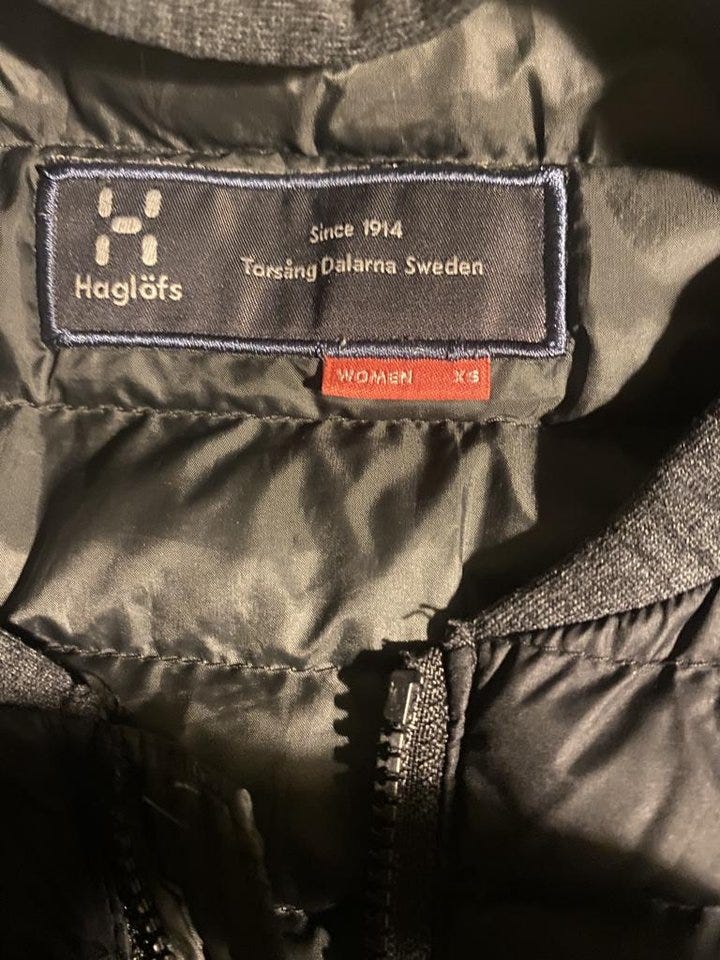 Haglöfs
Since 1914
Torsång Dalarna Sweden
WOMEN XS